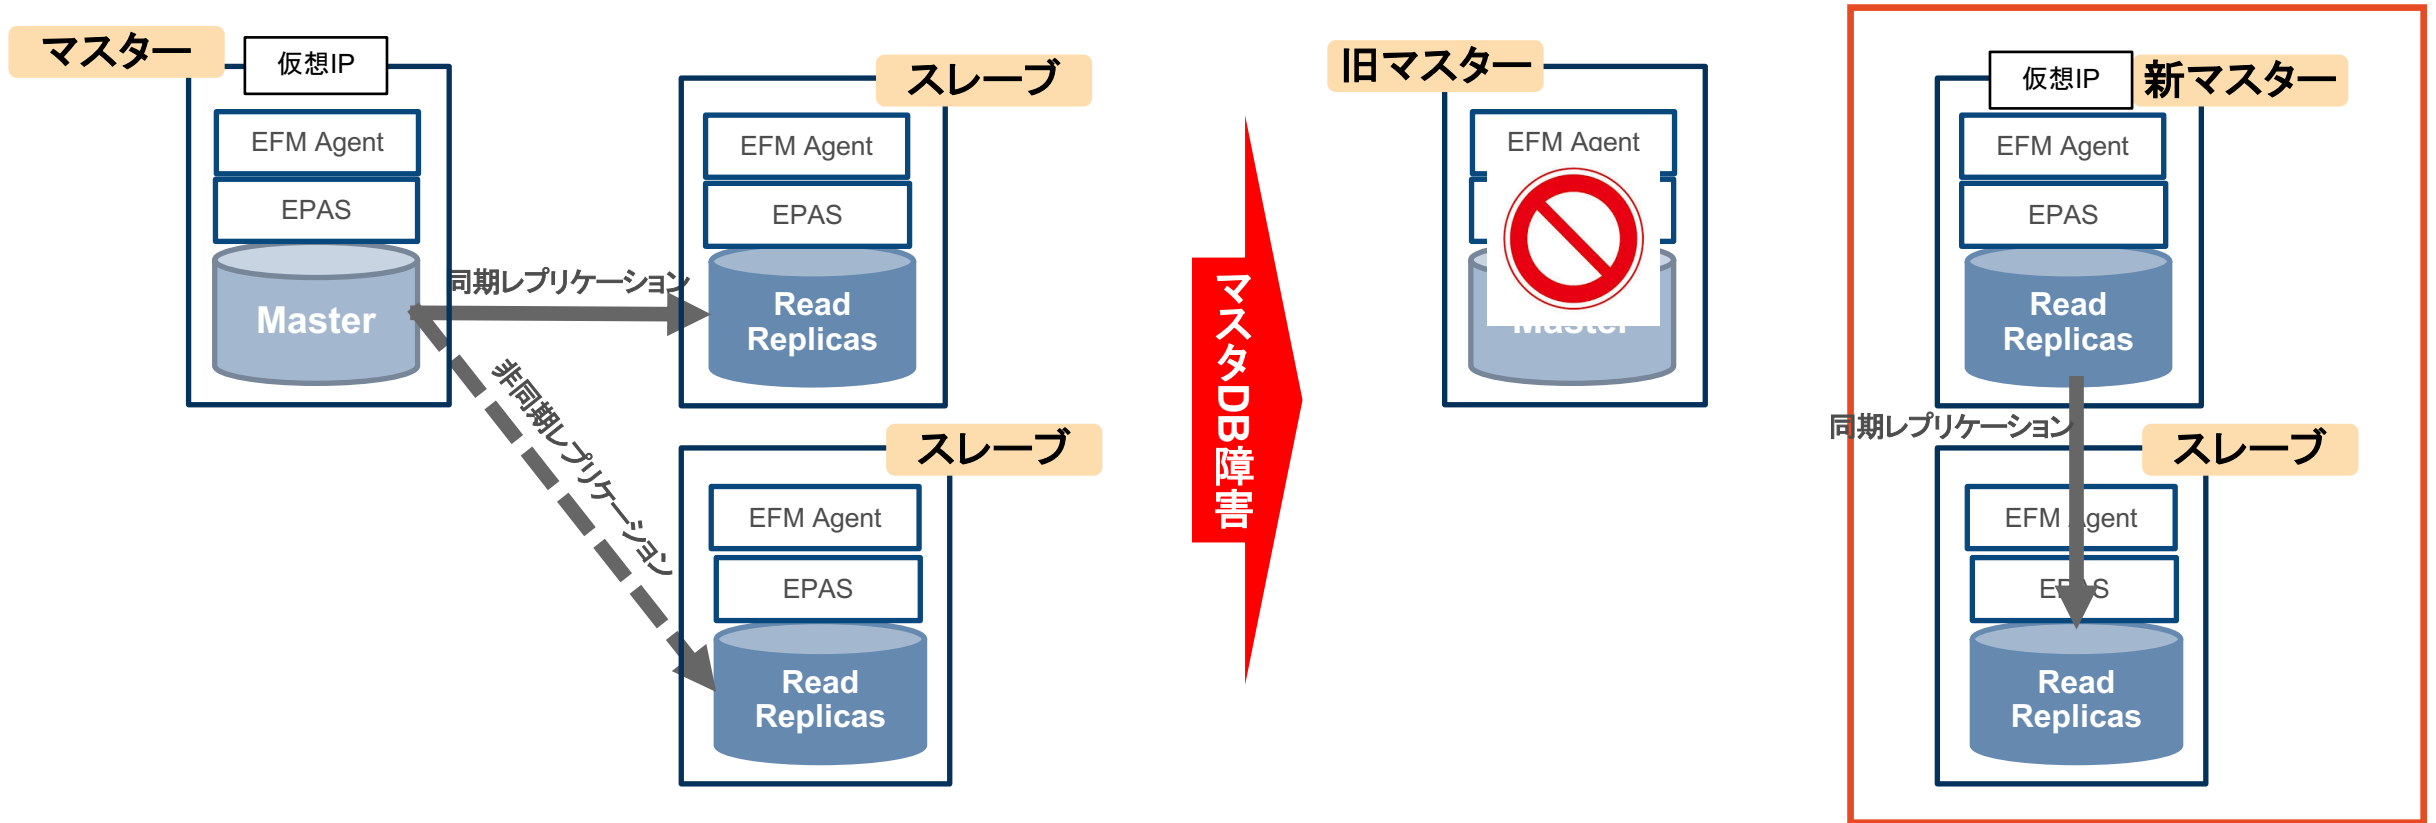 マスター
仮想IP
EFM Agent
EPAS
Master
同期レプリケーション
非同期レプリケーション
スレーブ
EFM Agent
EPAS
Read
Replicas
スレーブ
EFM Agent
EPAS
Read
Replicas
マスタDB障害
旧マスター
EFM Agent
Master
仮想IP
新マスター
EFM Agent
EPAS
Read
Replicas
同期レプリケーション
スレーブ
EFM Agent
EPAS
Read
Replicas